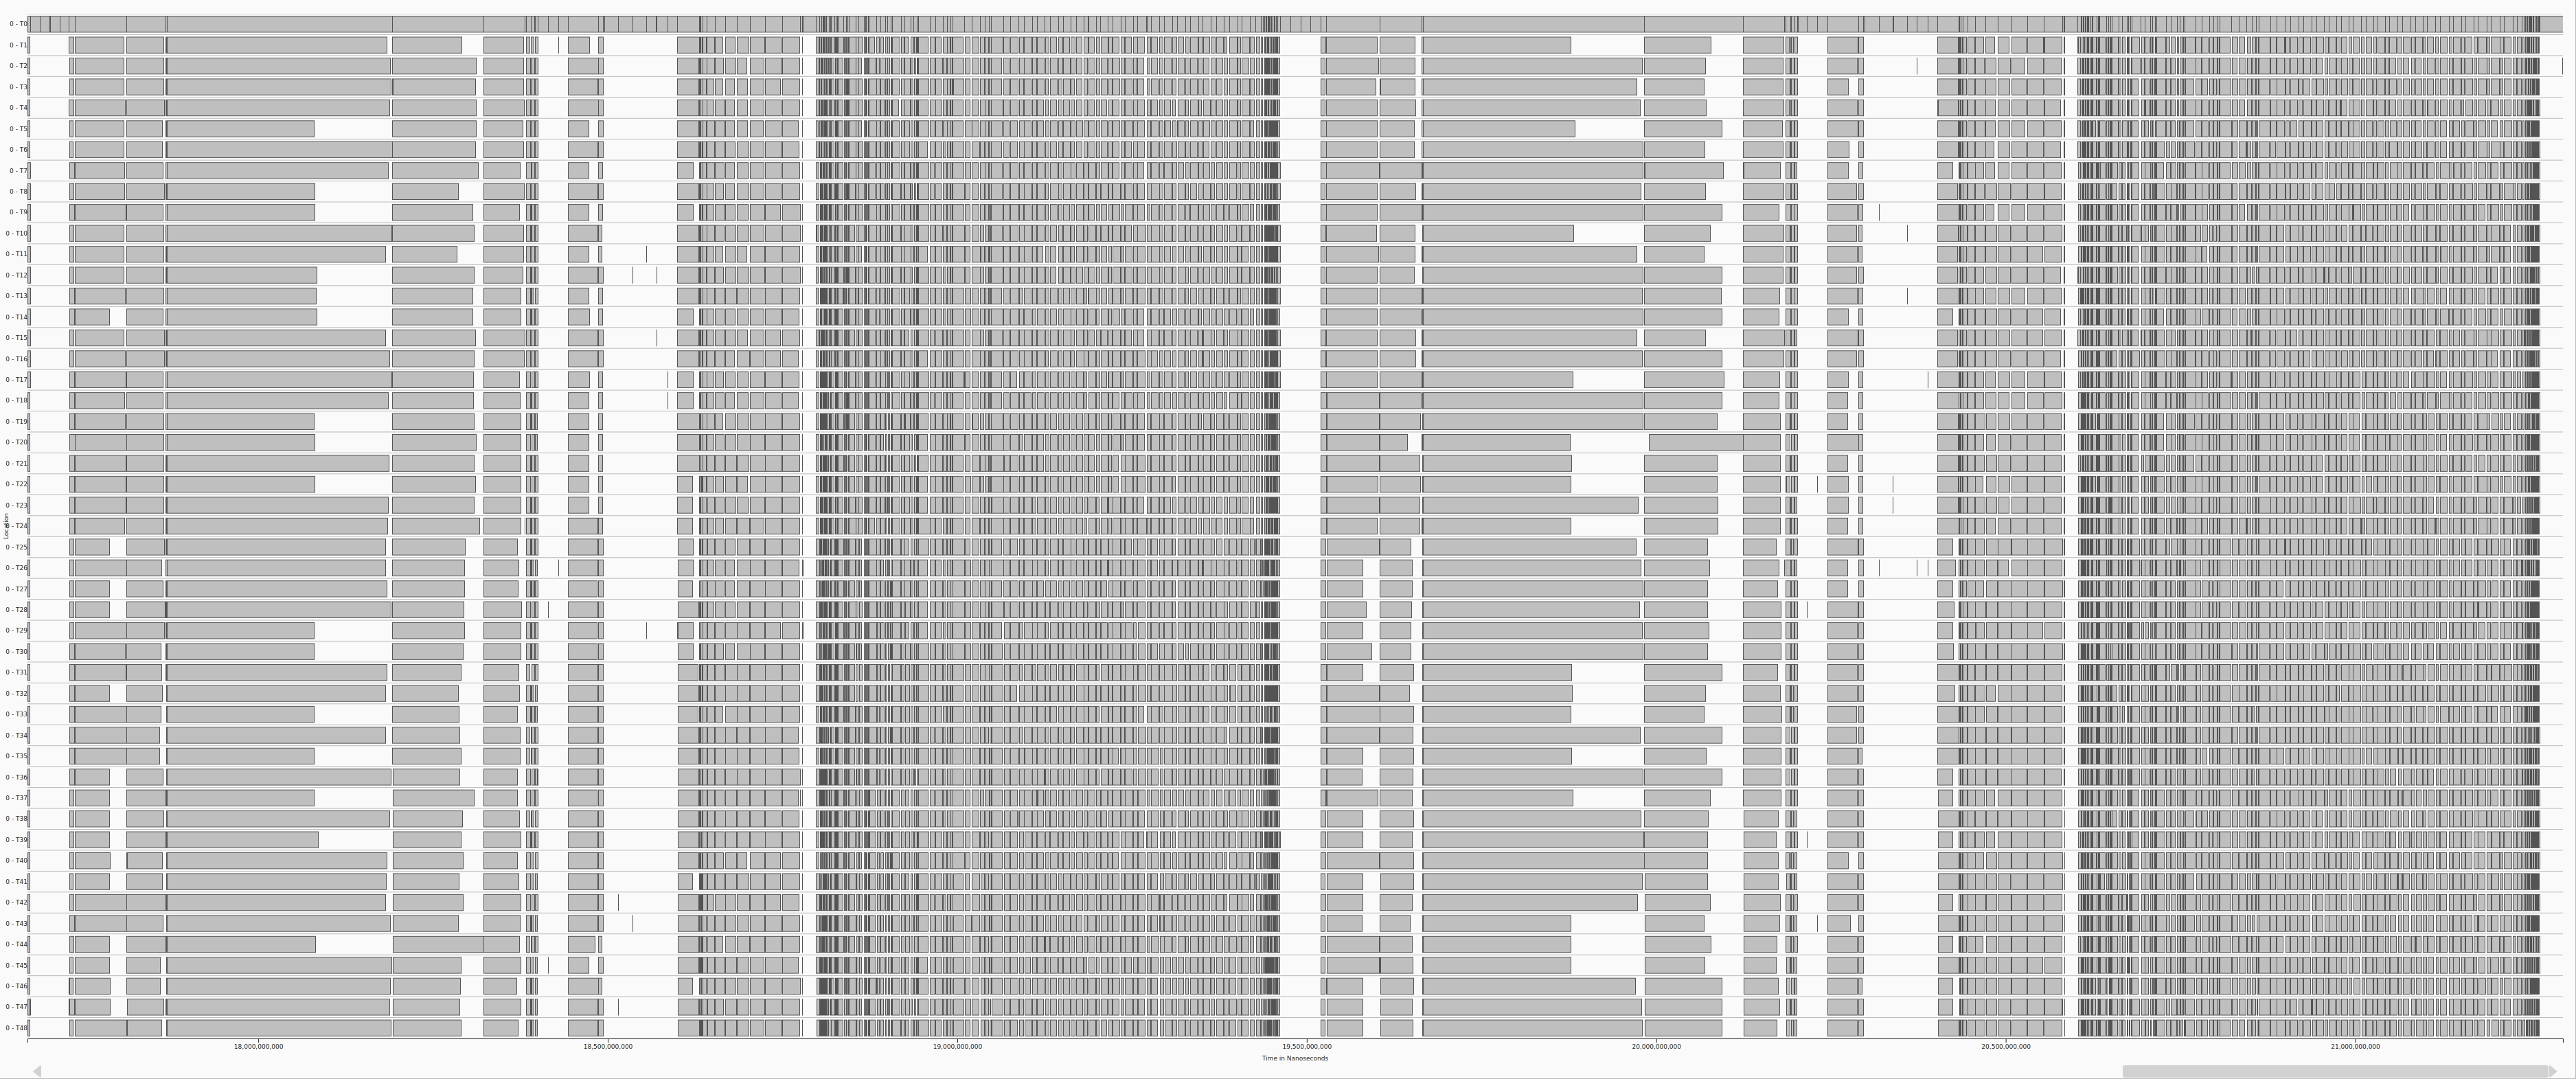 0 - T0
0 - T1
0 - T2
0 - T3
0 - T4
0 - T5
0 - T6
0 - T7
0 - T8
0 - T9
0 - T10
0 - T11
0 - T12
0 - T13
0 - T14
0 - T15
0 - T16
0 - T17
0 - T18
0 - T19
0 - T20
0 - T21
0 - T22
0 - T23
Location
0 - T24
0 - T25
0 - T26
0 - T27
0 - T28
0 - T29
0 - T30
0 - T31
0 - T32
0 - T33
0 - T34
0 - T35
0 - T36
0 - T37
0 - T38
0 - T39
0 - T40
0 - T41
0 - T42
0 - T43
0 - T44
0 - T45
0 - T46
0 - T47
0 - T48
18,000,000,000 18,500,000,000 19,000,000,000 19,500,000,000 20,000,000,000 20,500,000,000 21,000,000,000
Time in Nanoseconds